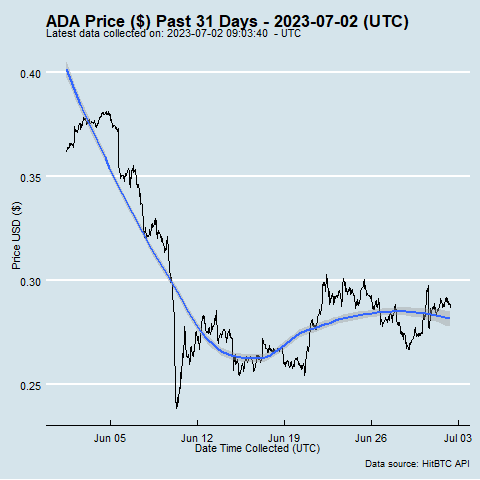 ADA Price ($) Past 31 Days - 2023-07-02 (UTC)
Latest data collected on: 2023-07-02 09:03:40 - UTC
0.40
0.35
0.30
0.25
Price USD ($)
Jun 05
Jun 12
Jun 19
Jun 26
Jul 03
Date Time Collected (UTC)
Data source: HitBTC API